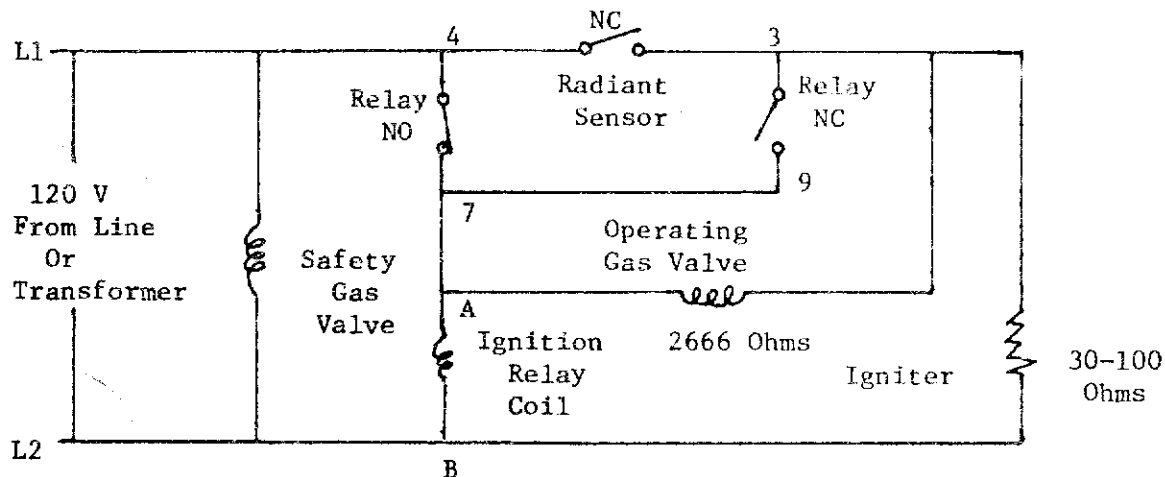 L1
4
NC
3
Relay
NO
Radiant
Sensor
Relay
NC
120 V
From Line
Or
Transformer
7
9
Safety
Gas
Valve
Operating
Gas Valve
A
2666 Ohms
Ignition
Relay
Coil
Igniter
30-100
Ohms
L2
B